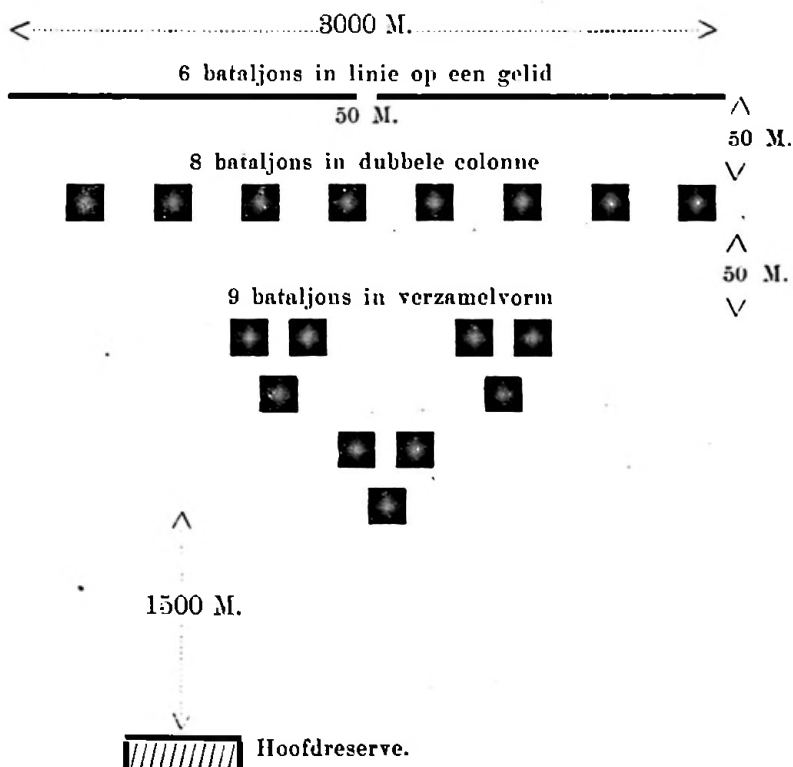 3000 M.
6 bataljons in linie op een gelid
50 M.
50 M.
8 bataljons in dubbele colonne
50 M.
9 bataljons in verzamelvorm
1500 M.
Hoofdreserve.